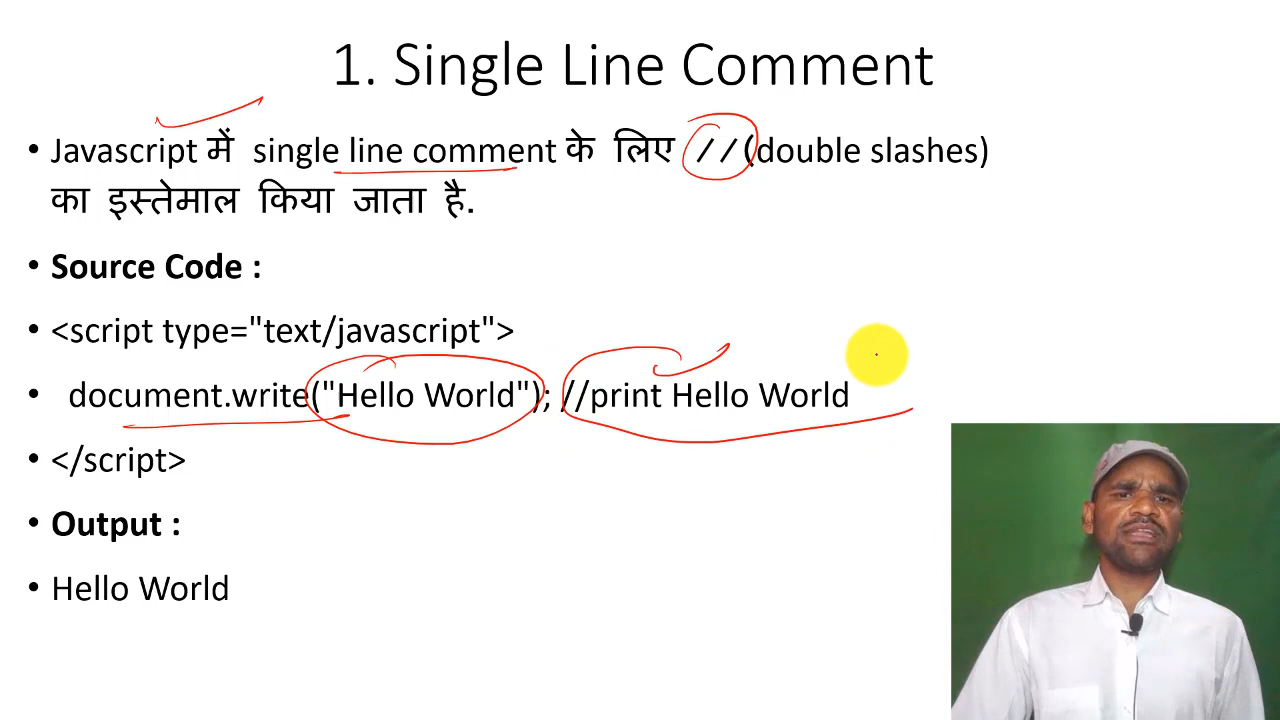 1. Single Line Comment
• Javascript में single line comment के लिए //(double slashes)
का इस्तेमाल किया जाता है.
• Source Code :
• <script type="text/javascript">
• document.write("Hello World"); //print Hello World
• </script>
• Output :
• Hello World